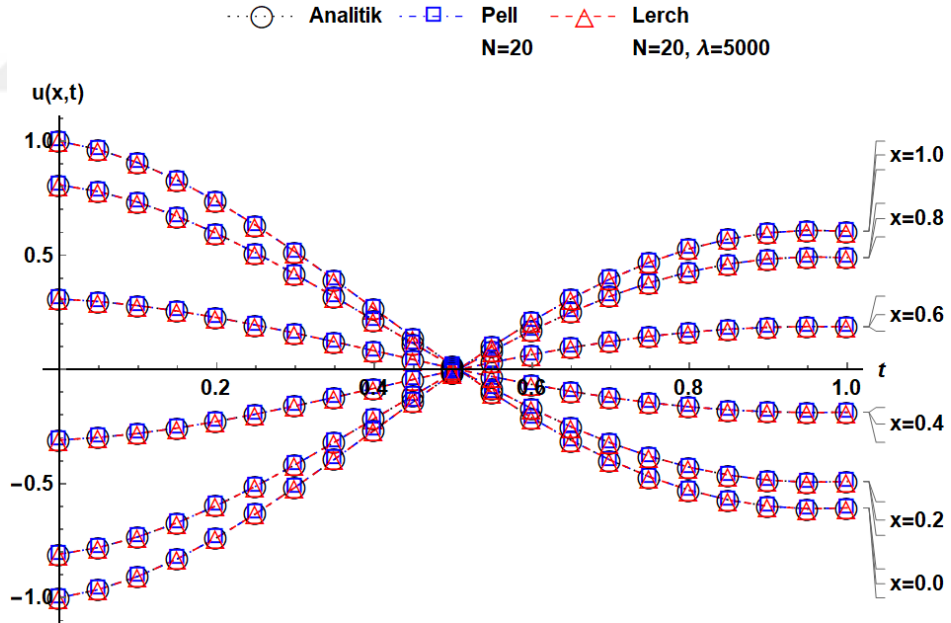 Analitik Pell Lerch
N=20 N=20, λ=5000
u(x,t)
1.0
0.5
-0.5
-1.0
0.2 0.4 0.6 0.8 1.0 t
x=1.0
x=0.8
x=0.6
x=0.4
x=0.2
x=0.0